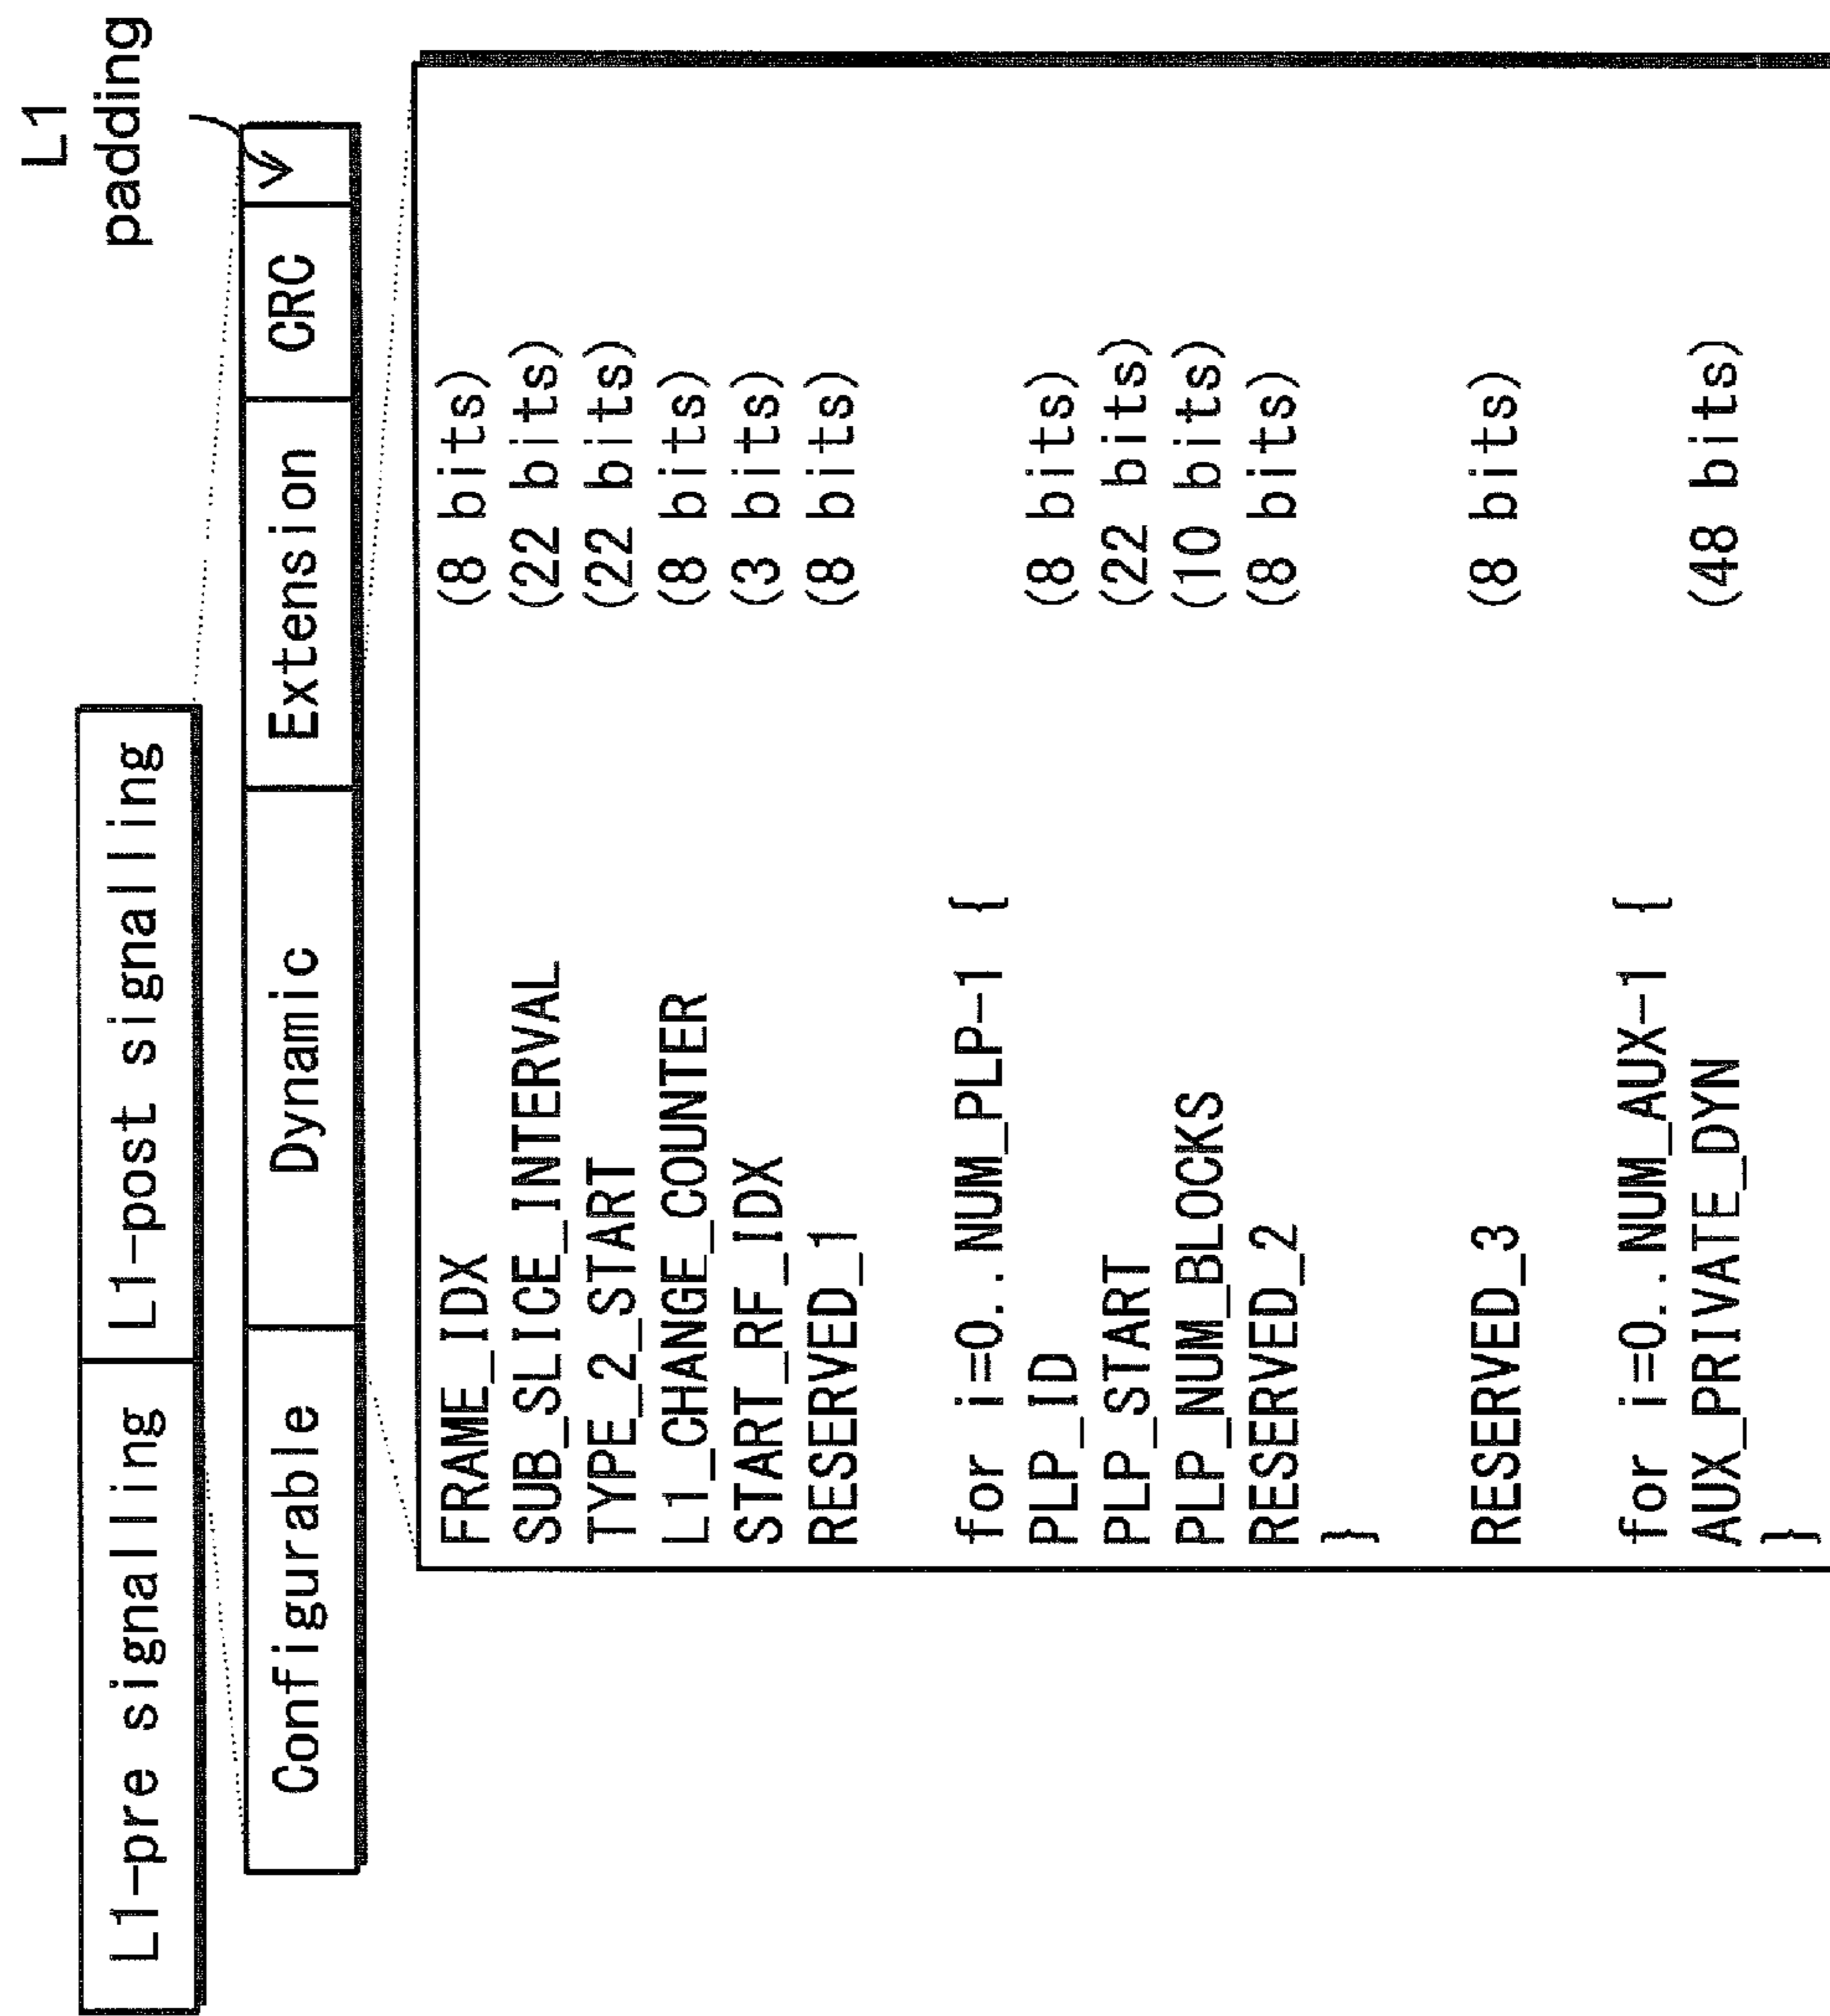 L1-pre signalling L1-post signalling
L1
padding
Configurable Dynamic Extension CRC
FRAME_IDX (8 bits)
SUB_SLICE_INTERVAL (22 bits)
TYPE_2_START (22 bits)
L1_CHANGE_COUNTER (8 bits)
START_RF_IDX (3 bits)
RESERVED_1 (8 bits)
for i=0..NUM_PLP-1 {
PLP_ID (8 bits)
PLP_START (22 bits)
PLP_NUM_BLOCKS (10 bits)
RESERVED_2 (8 bits)
}
RESERVED_3 (8 bits)
for i=0..NUM_AUX-1 {
AUX_PRIVATE_DYN (48 bits)
}